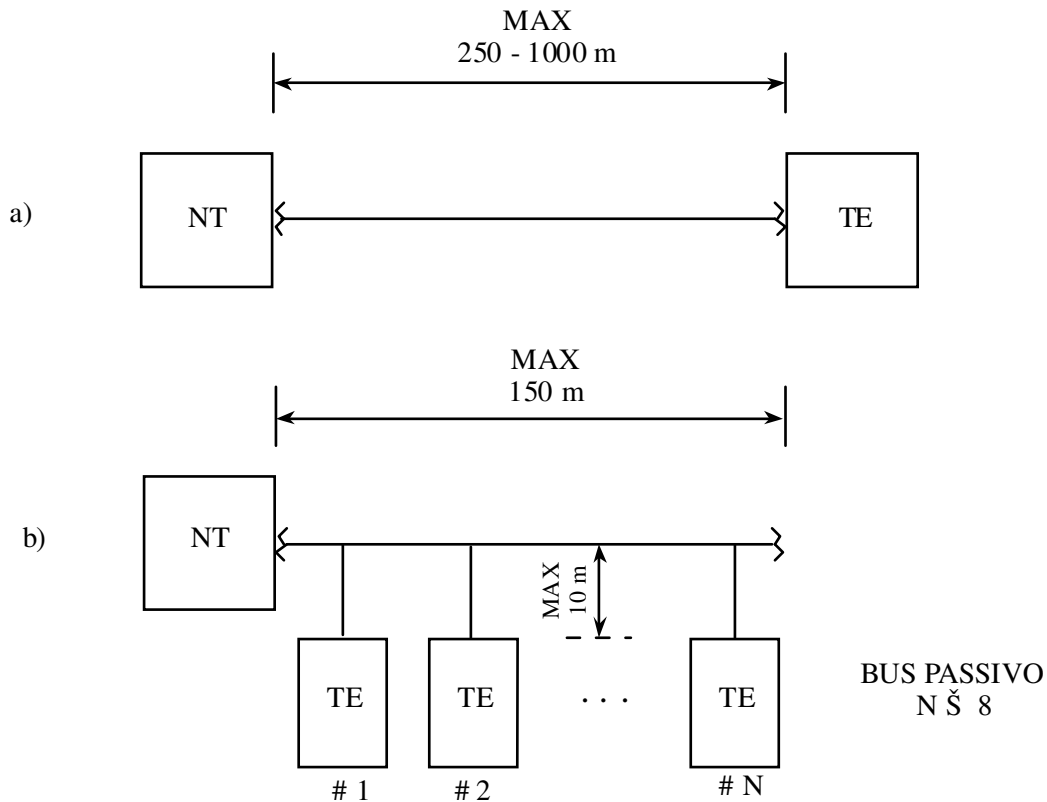 MAX
250 - 1000 m
a)
NT
TE
MAX
150 m
b)
NT
MAX
10 m
TE
TE
. . .
TE
BUS PASSIVO
N Š 8
# 1
# 2
# N